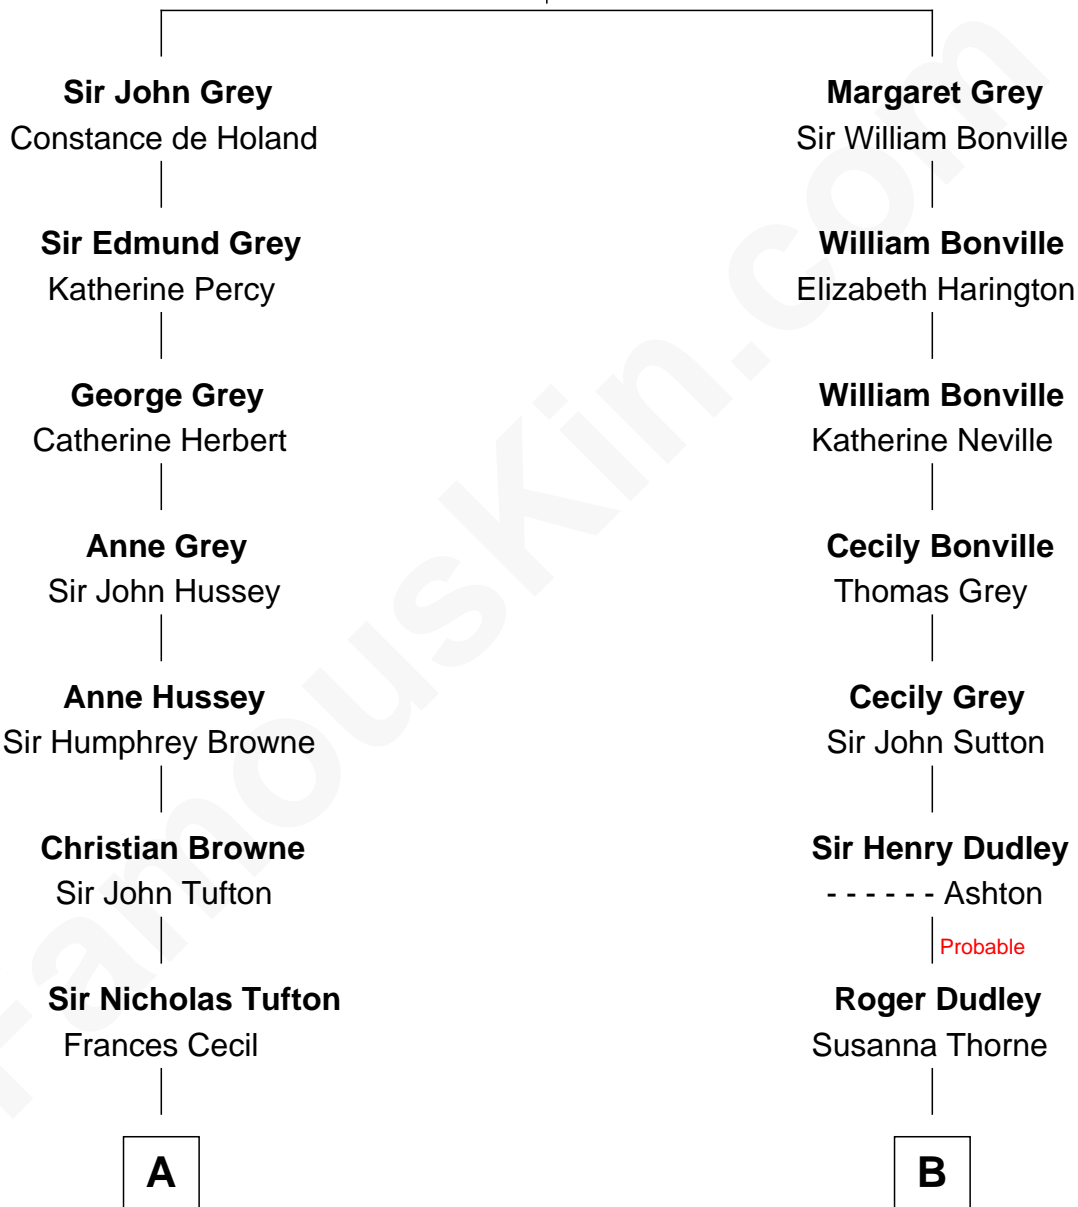 Sir John Grey
Constance de Holand
Sir Edmund Grey
Katherine Percy
George Grey
Catherine Herbert
Anne Grey
Sir John Hussey
Anne Hussey
Sir Humphrey Browne
Christian Browne
Sir John Tufton
Sir Nicholas Tufton
Frances Cecil
A
Margaret Grey
Sir William Bonville
William Bonville
Elizabeth Harington
William Bonville
Katherine Neville
Cecily Bonville
Thomas Grey
Cecily Grey
Sir John Sutton
Sir Henry Dudley
- - - - - - Ashton
Probable
Roger Dudley
Susanna Thorne
B
FamousKin.com